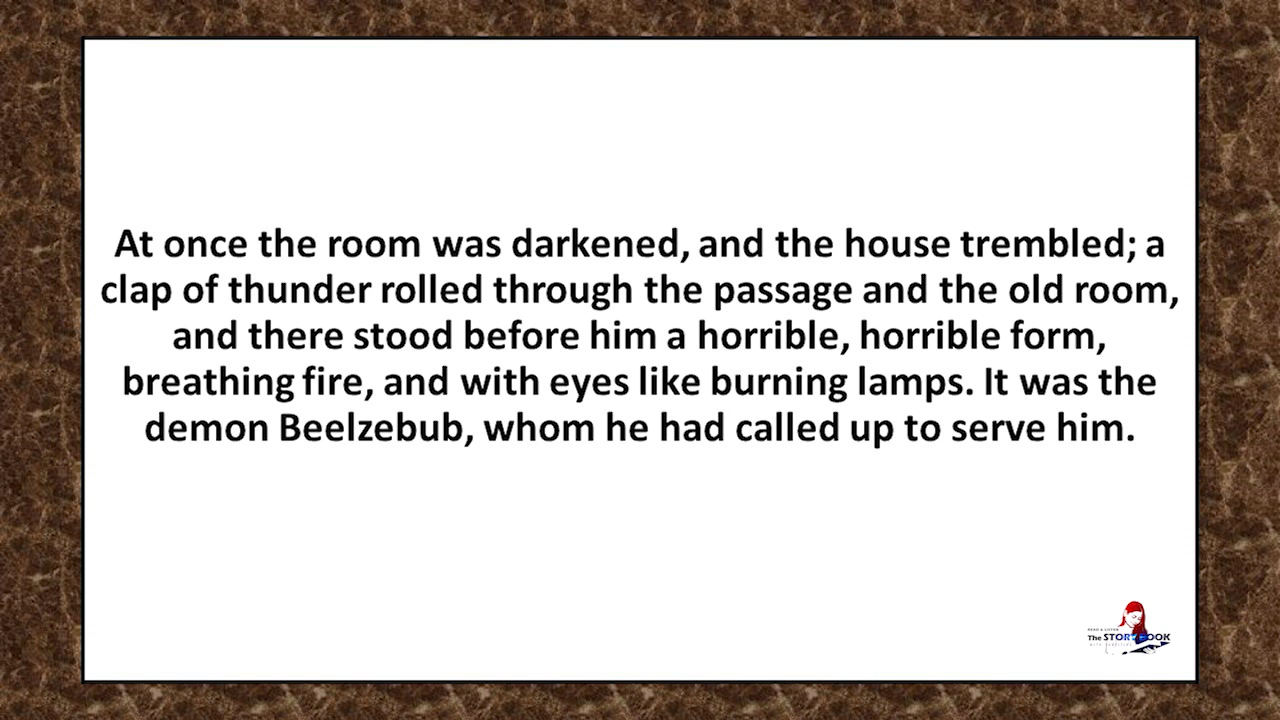 At once the room was darkened, and the house trembled; a
clap of thunder rolled through the passage and the old room,
and there stood before him a horrible, horrible form,
breathing fire, and with eyes like burning lamps. It was the
demon Beelzebub, whom he had called up to serve him.
READ & LISTEN
The STORYBOOK